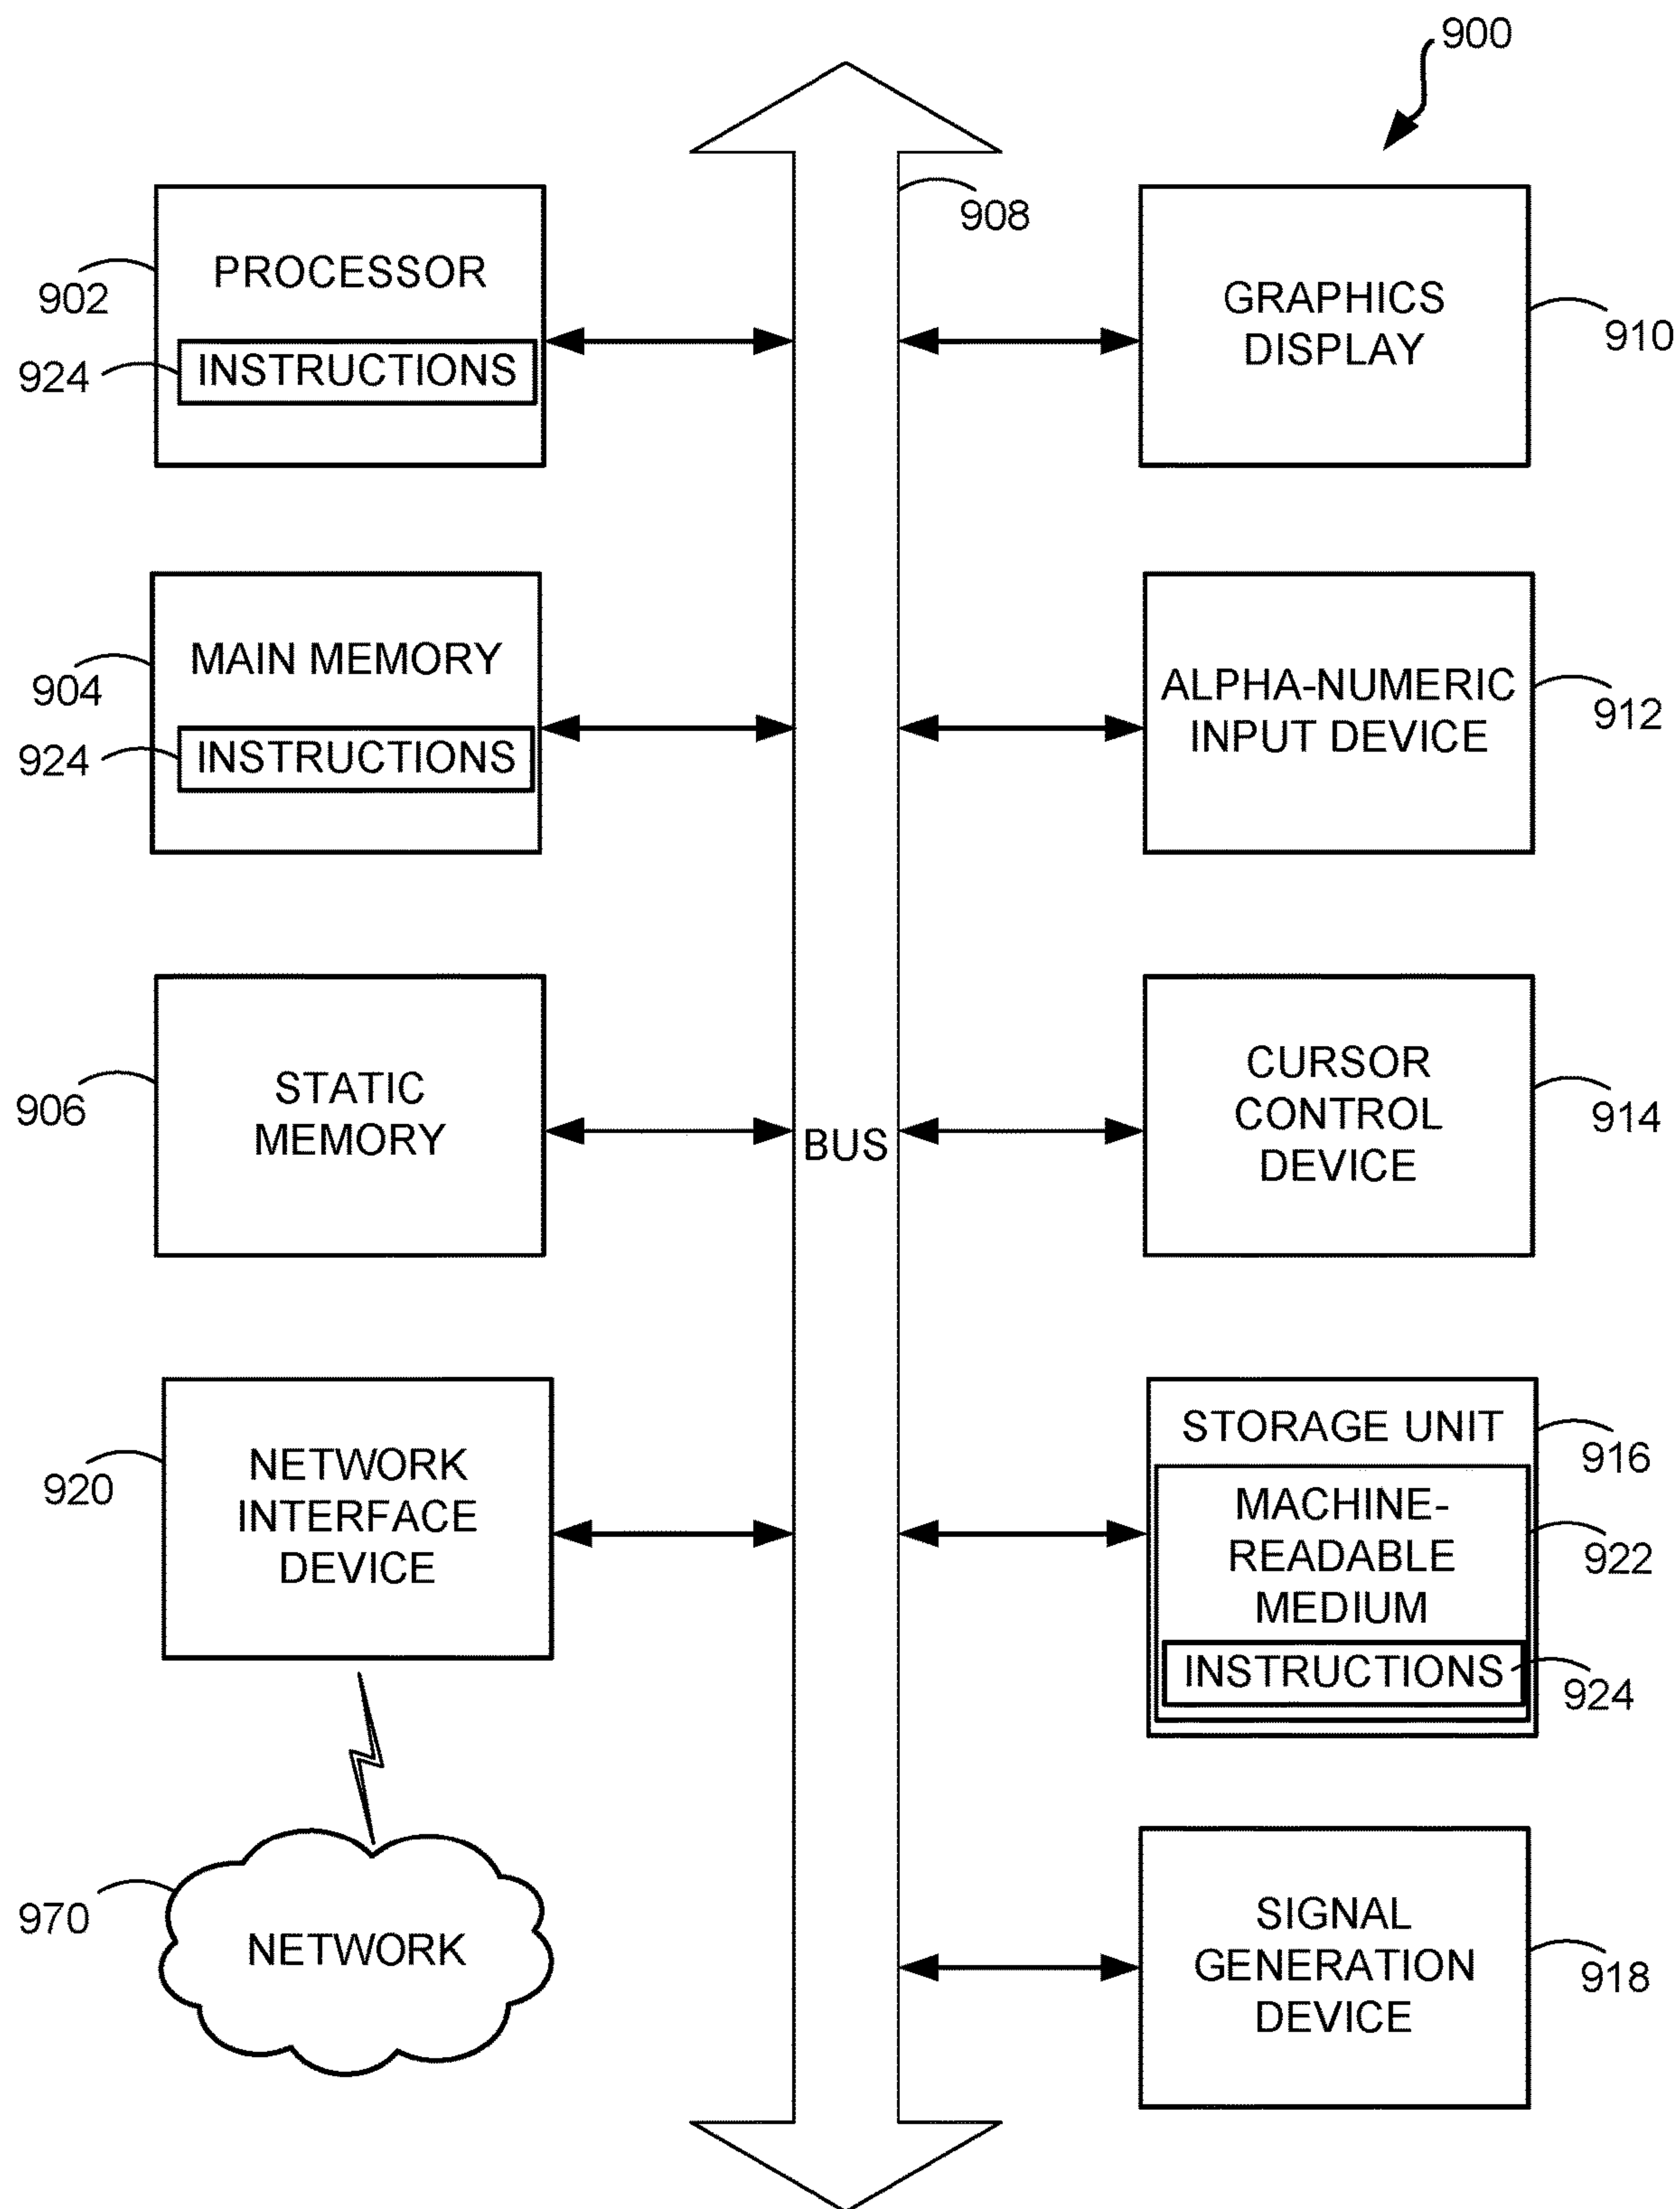 900
908
PROCESSOR
902
INSTRUCTIONS
924
GRAPHICS
DISPLAY
910
MAIN MEMORY
904
INSTRUCTIONS
924
ALPHA-NUMERIC
INPUT DEVICE
912
STATIC
MEMORY
906
BUS
CURSOR
CONTROL
DEVICE
914
NETWORK
INTERFACE
DEVICE
920
STORAGE UNIT
916
MACHINE-
READABLE
MEDIUM
922
INSTRUCTIONS
924
NETWORK
970
SIGNAL
GENERATION
DEVICE
918